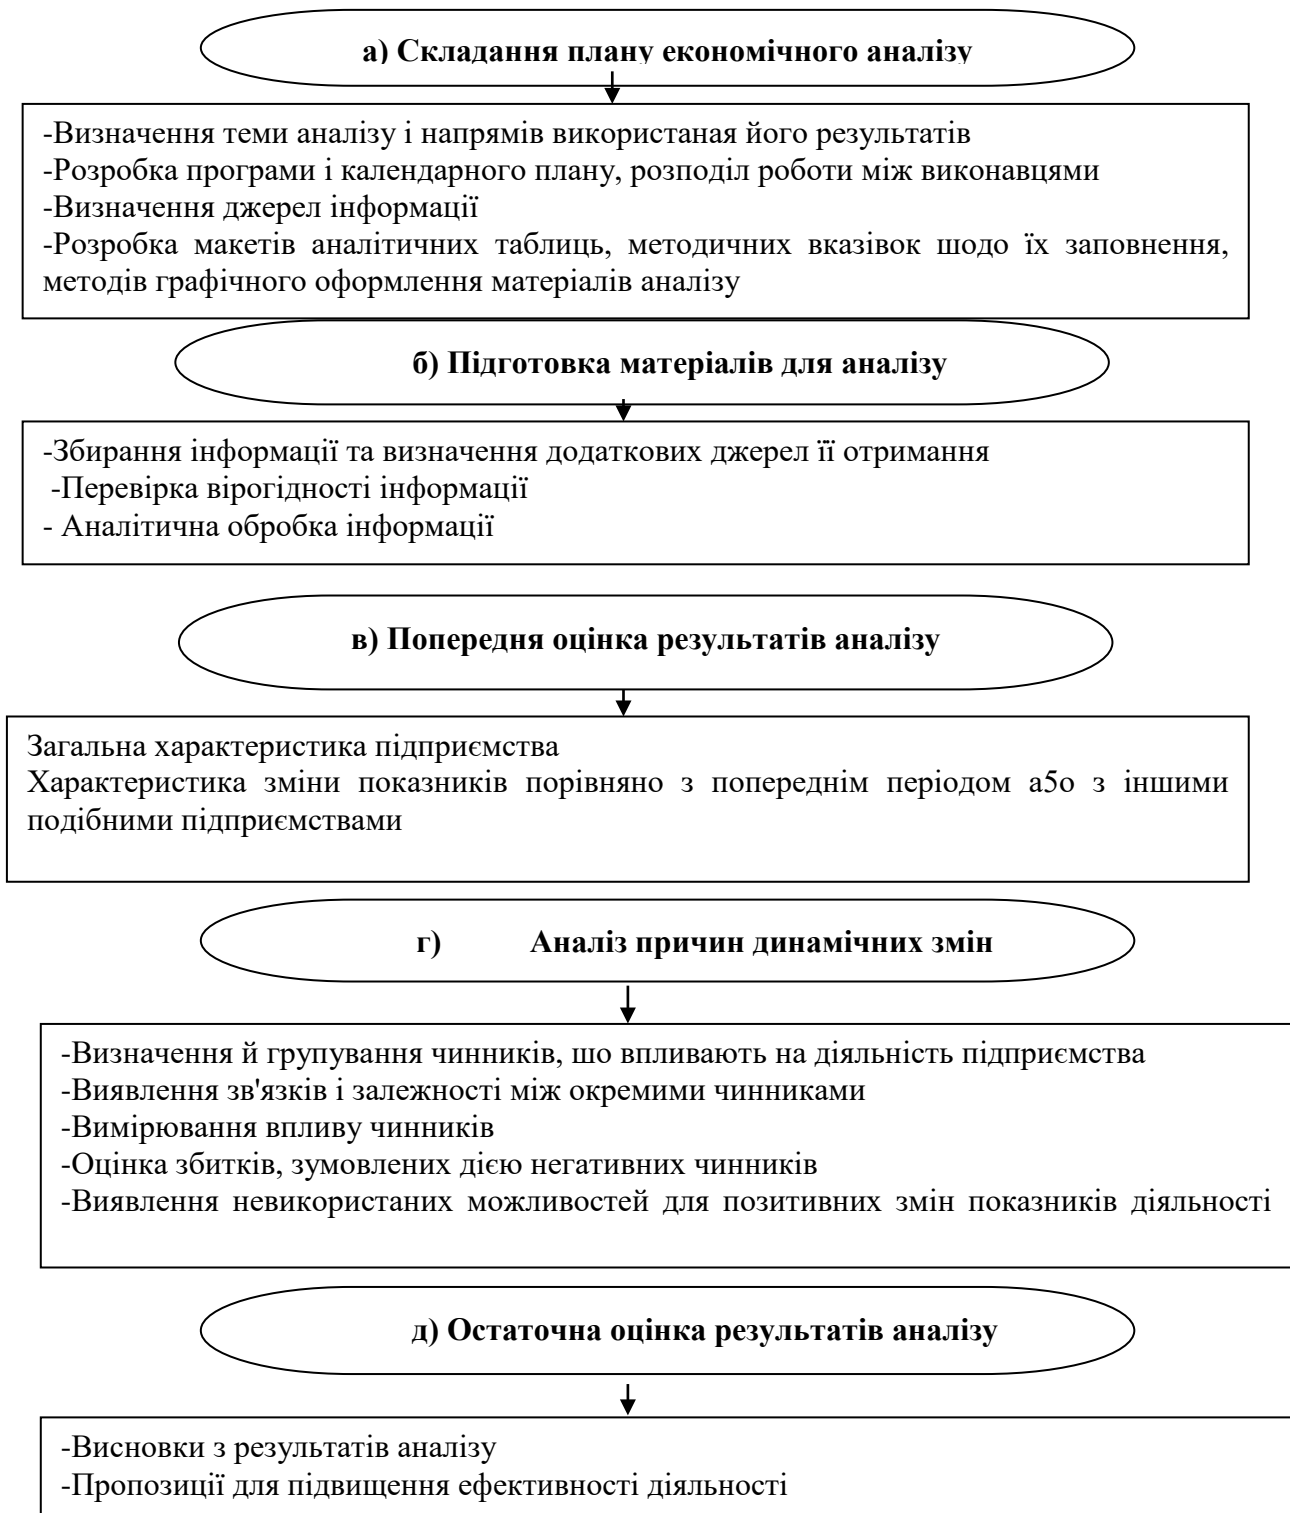 а) Складання плану економічного аналізу
-Визначення теми аналізу і напрямів використаная його результатів
-Розробка програми і календарного плану, розподіл роботи між виконавцями
-Визначення джерел інформації
-Розробка макетів аналітичних таблиць, методичних вказівок шодо їх заповнення,
методів графічного оформлення матеріалів аналізу
б) Підготовка матеріалів для аналізу
-Збирання інформації та визначення додаткових джерел її отримання
-Перевірка вірогідності інформації
- Аналітична обробка інформації
в) Попередня оцінка результатів аналізу
Загальна характеристика підприємства
Характеристика зміни показників порівняно з попереднім періодом а5о з іншими
подібними підприємствами
г) Аналіз причин динамічних змін
-Визначення й групування чинників, шо впливають на діяльність підприємства
-Виявлення зв'язків і залежності між окремими чинниками
-Вимірювання впливу чинників
-Оцінка збитків, зумовлених дією негативних чинників
-Виявлення невикористаних можливостей для позитивних змін показників діяльності
д) Остаточна оцінка результатів аналізу
-Висновки з результатів аналізу
-Пропозиції для підвищення ефективності діяльності